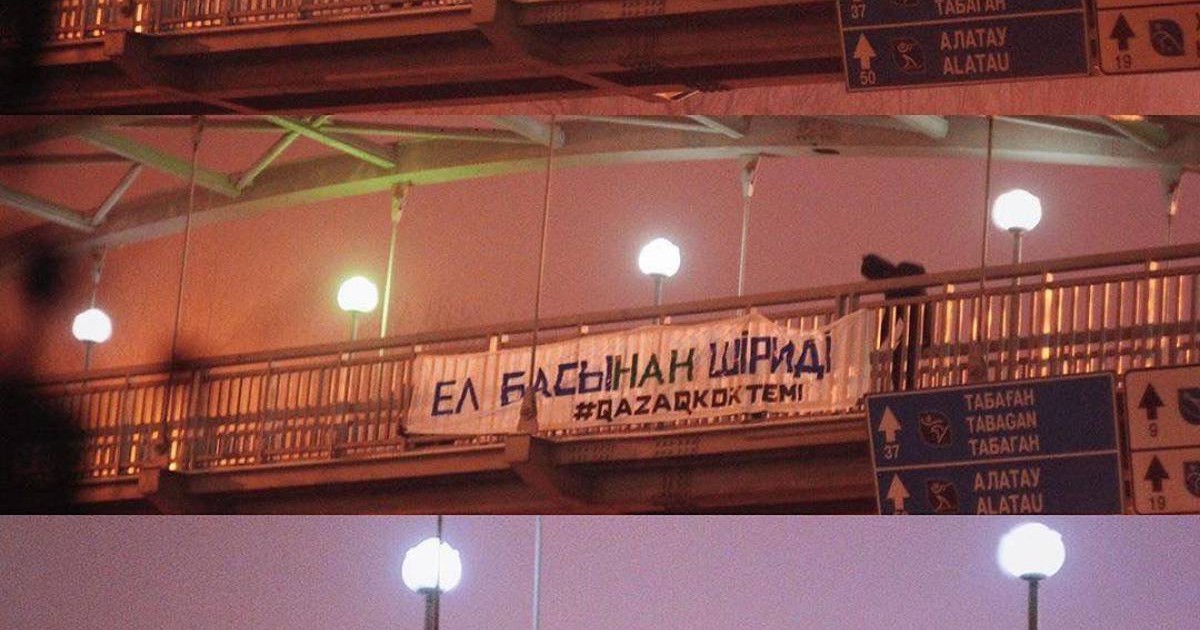 37
ТАБАГАН
50
АЛАТАУ
ALATAU
19
ЕЛ БАСЫНАН ШІРИДІ
#QAZAQKOKTEMI
37
ТАБАҒАН
TABAGAN
ТАБАГАН
АЛАТАУ
ALATAU
9
19